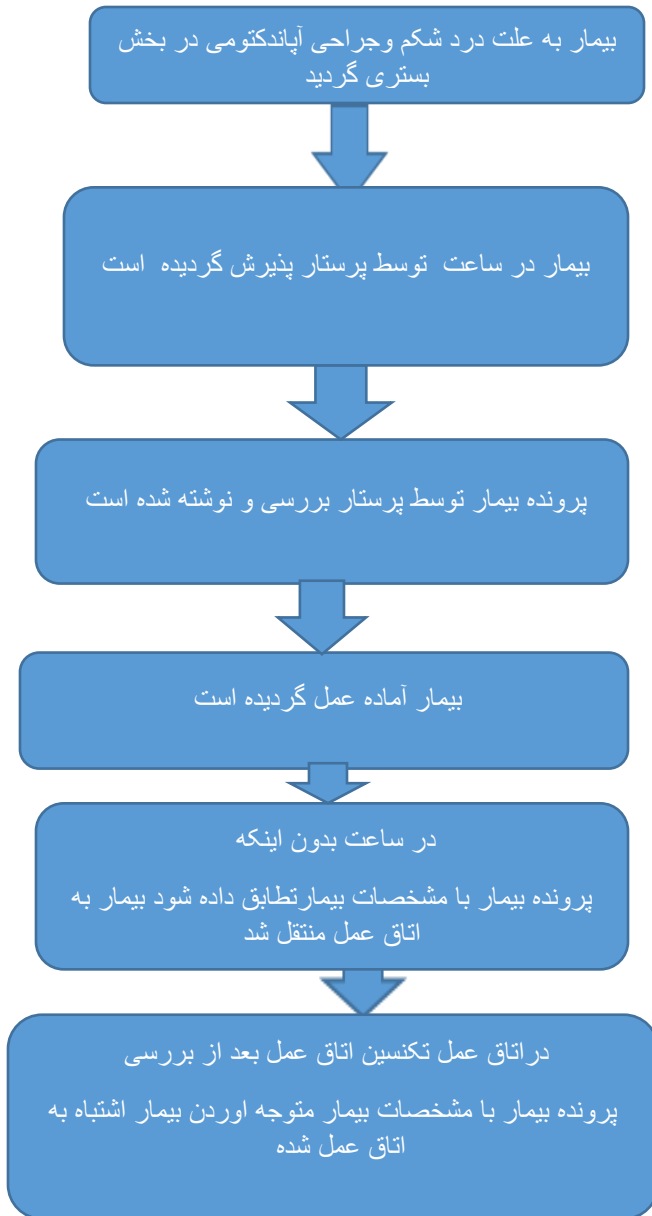 بیمار به علت درد شکم وجراحی آپاندکتومی در بخش
بستری گردید
بیمار در ساعت توسط پرستار پذیرش گردیده است
پرونده بیمار توسط پرستار بررسی و نوشته شده است
بیمار آماده عمل گردیده است
در ساعت بدون اینکه
پرونده بیمار با مشخصات بیمارتطابق داده شود بیمار به
اتاق عمل منتقل شد
دراتاق عمل تکنسین اتاق عمل بعد از بررسی
پرونده بیمار با مشخصات بیمار متوجه اوردن بیمار اشتباه به
اتاق عمل شده